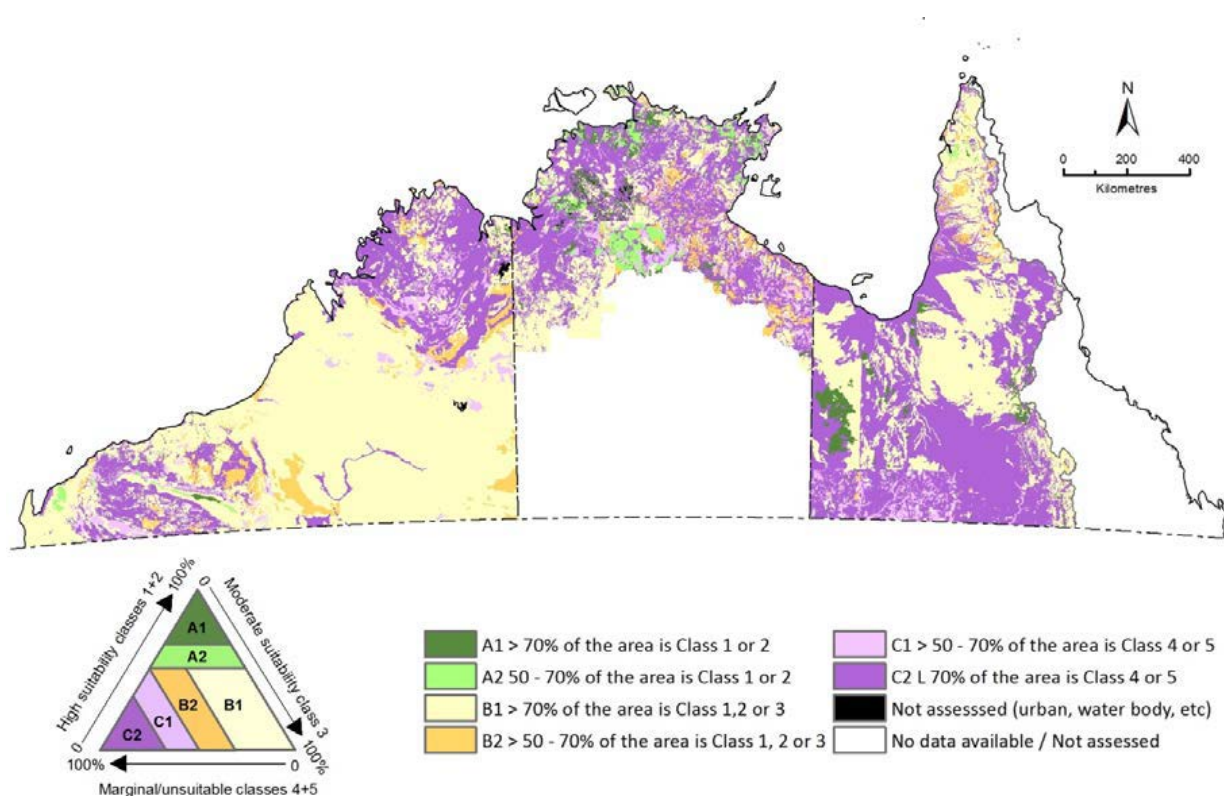 N
0 200 400
Kilometres
High suitability classes 1+2
100%
0
Moderate suitability class 3
0
100%
A1
A2
B2
B1
C1
C2
100%
0
Marginal/unsuitable classes 4+5
A1 > 70% of the area is Class 1 or 2
A2 50 - 70% of the area is Class 1 or 2
B1 > 70% of the area is Class 1,2 or 3
B2 > 50 - 70% of the area is Class 1, 2 or 3
C1 > 50 - 70% of the area is Class 4 or 5
C2 L 70% of the area is Class 4 or 5
Not assesssed (urban, water body, etc)
No data available / Not assessed